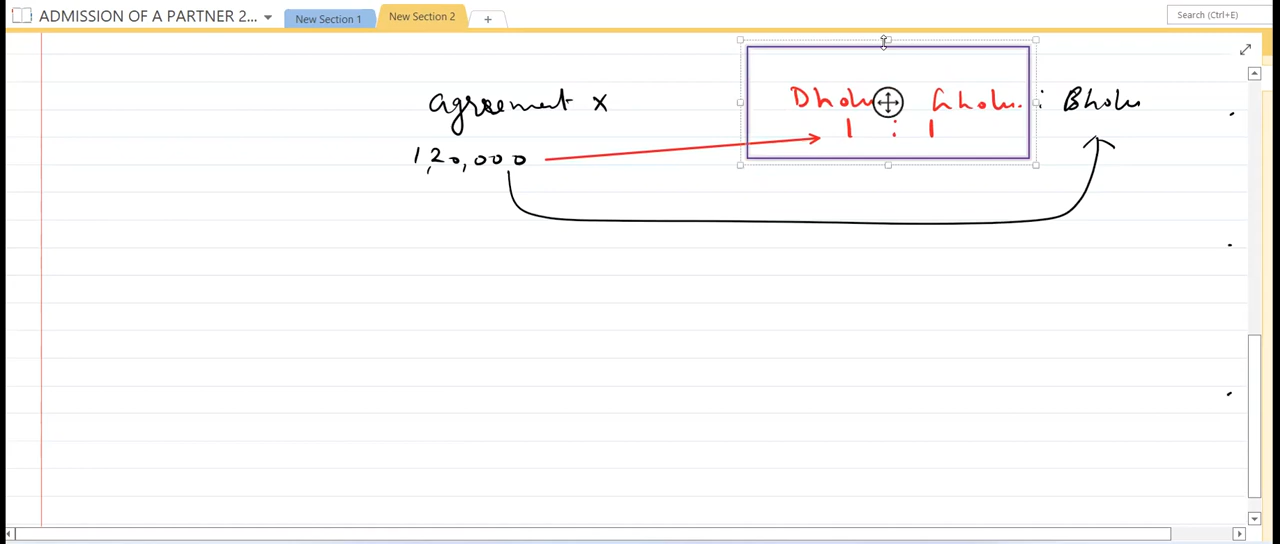 ADMISSION OF A PARTNER 2...
New Section 1
New Section 2
+
Search (Ctrl+E)
agreement x
Dholu Gholu : Bholu
1 : 1
1,20,000